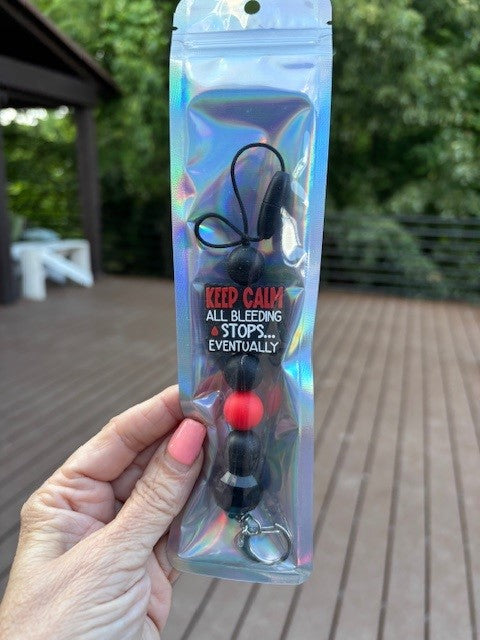 KEEP CALM
ALL BLEEDING
STOPS...
EVENTUALLY